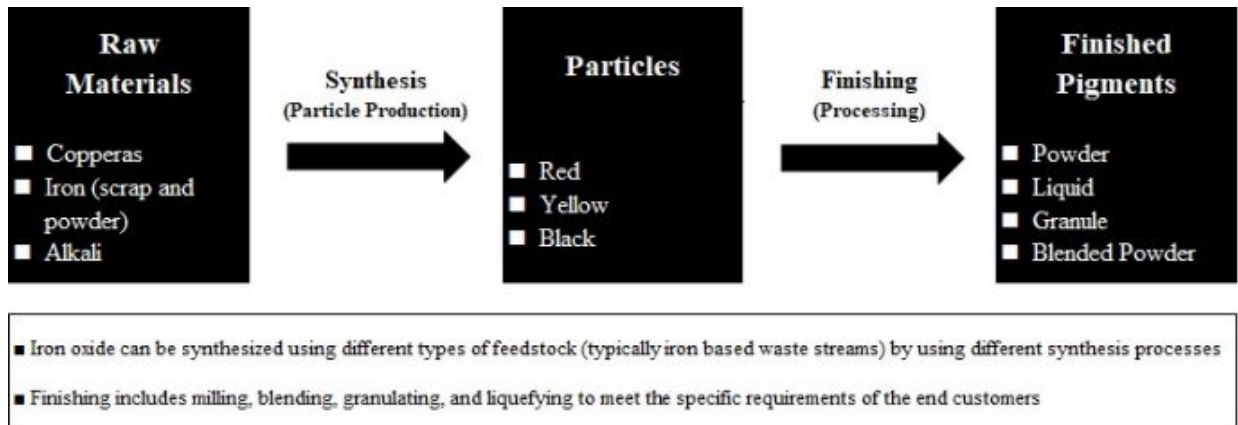 Raw
Materials
■ Copperas
■ Iron (scrap and
powder)
■ Alkali
Synthesis
(Particle Production)
Particles
■ Red
■ Yellow
■ Black
Finishing
(Processing)
Finished
Pigments
■ Powder
■ Liquid
■ Granule
■ Blended Powder
■ Iron oxide can be synthesized using different types of feedstock (typically iron based waste streams) by using different synthesis processes
■ Finishing includes milling, blending, granulating, and liquefying to meet the specific requirements of the end customers